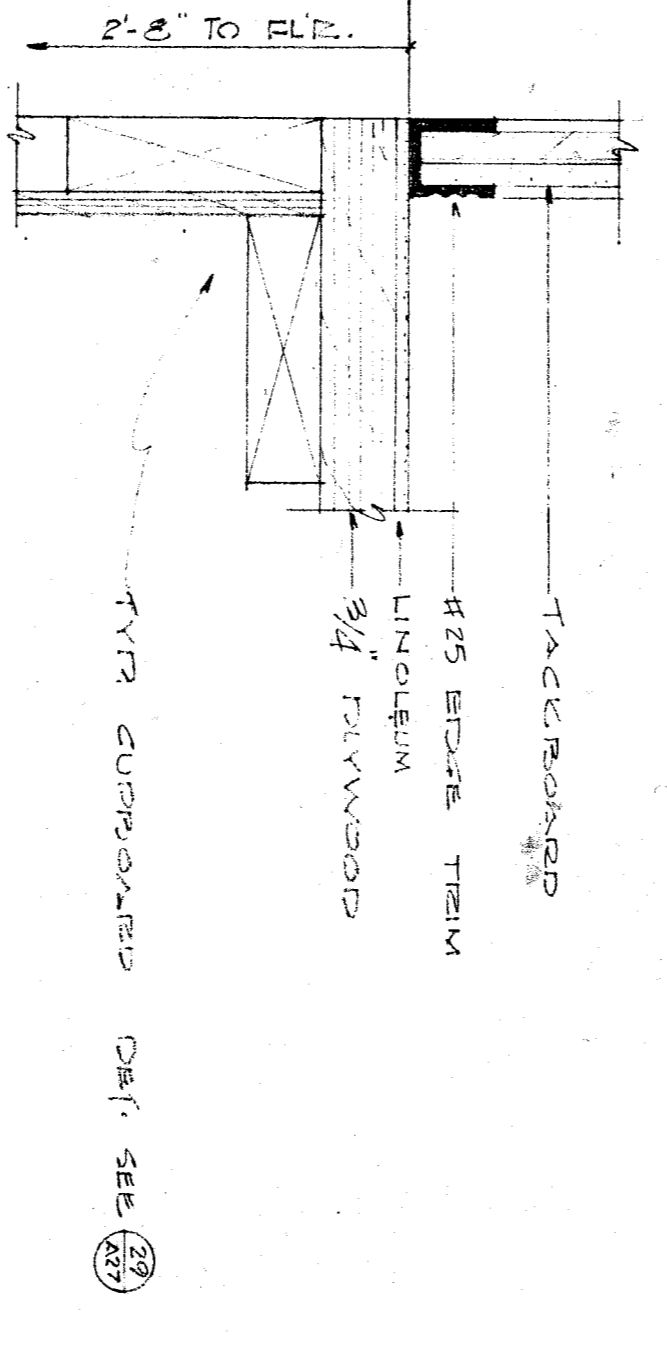 2'-8" TO FL'R.
TACKBOARD
#25 EDGE TRIM
LINOLEUM
3/4" PLYWOOD
TYP. CUPBOARD DET. SEE
29
A27